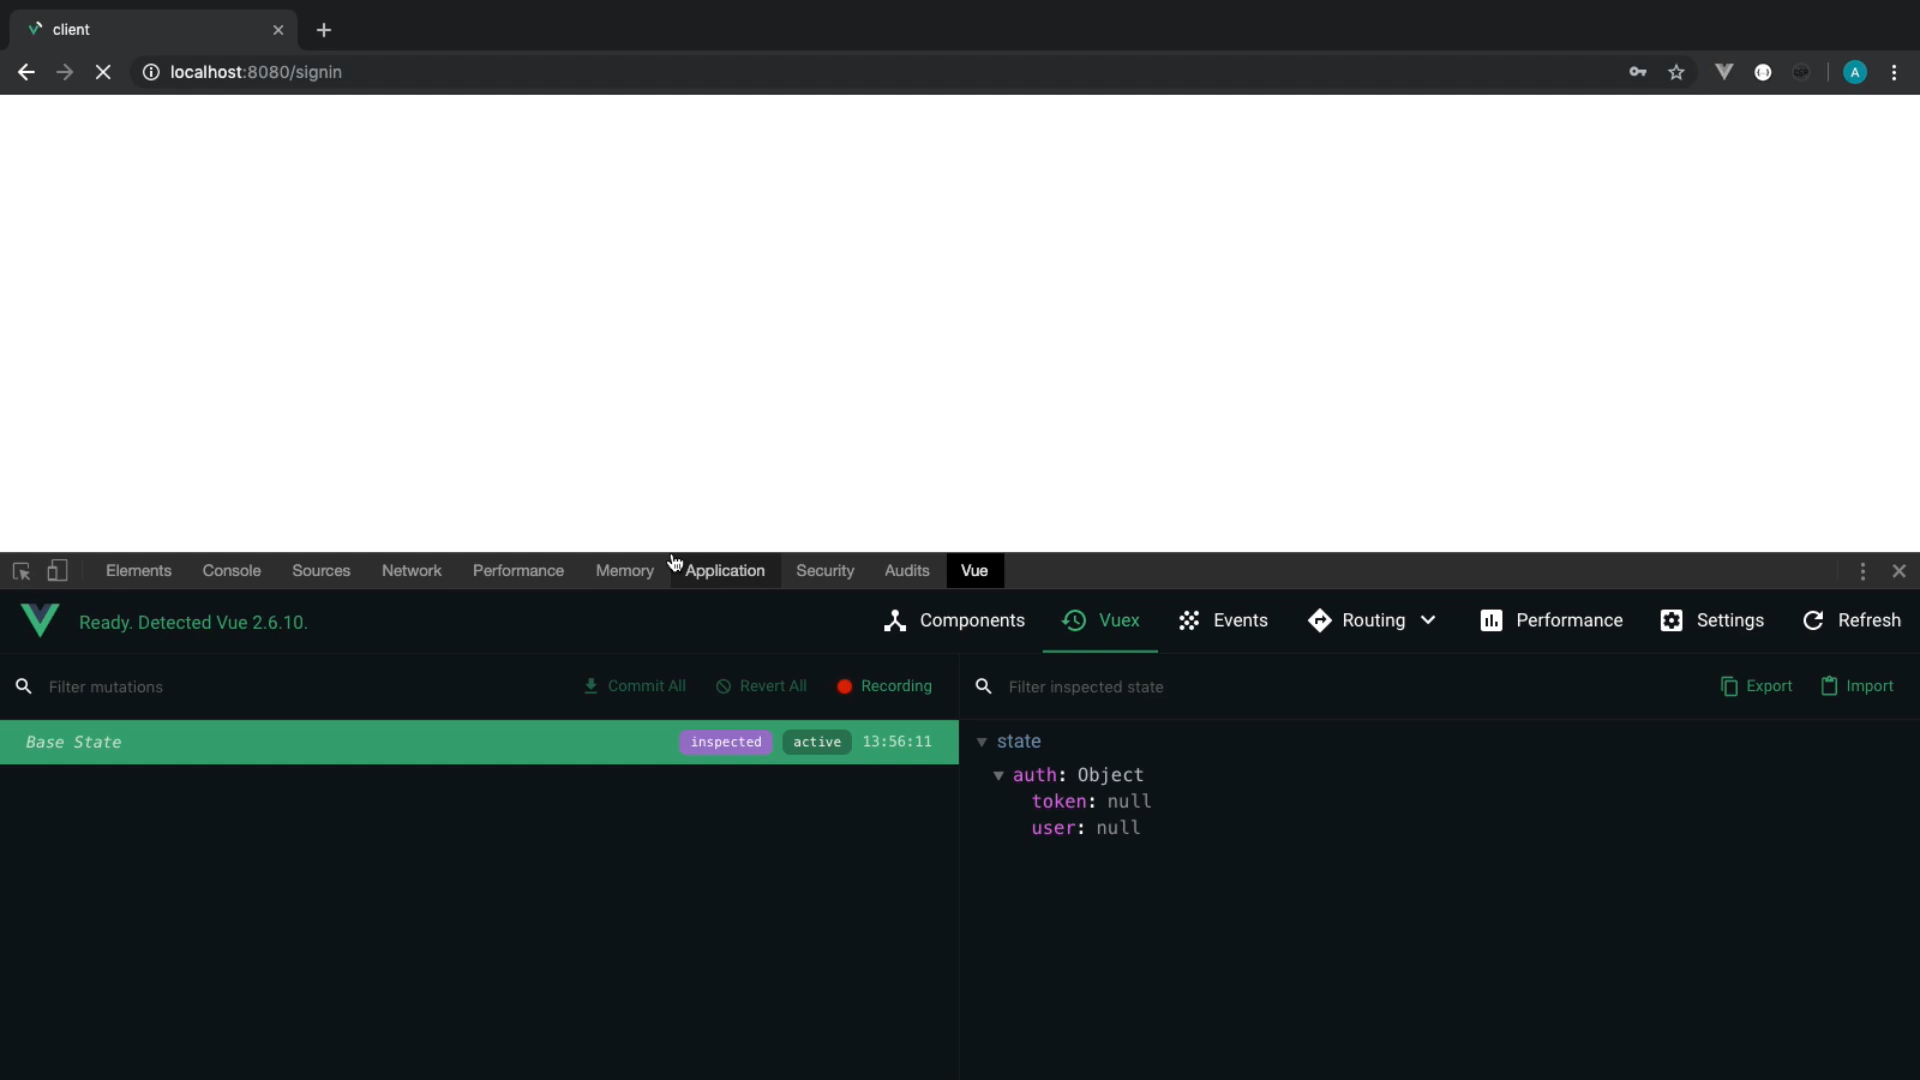 client
localhost:8080/signin
A
Elements Console Sources Network Performance Memory Application Security Audits Vue
Ready. Detected Vue 2.6.10.
Components Vuex Events Routing Performance Settings Refresh
Filter mutations Commit All Revert All Recording
Filter inspected state Export Import
Base State inspected active 13:56:11
state
auth: Object
token: null
user: null